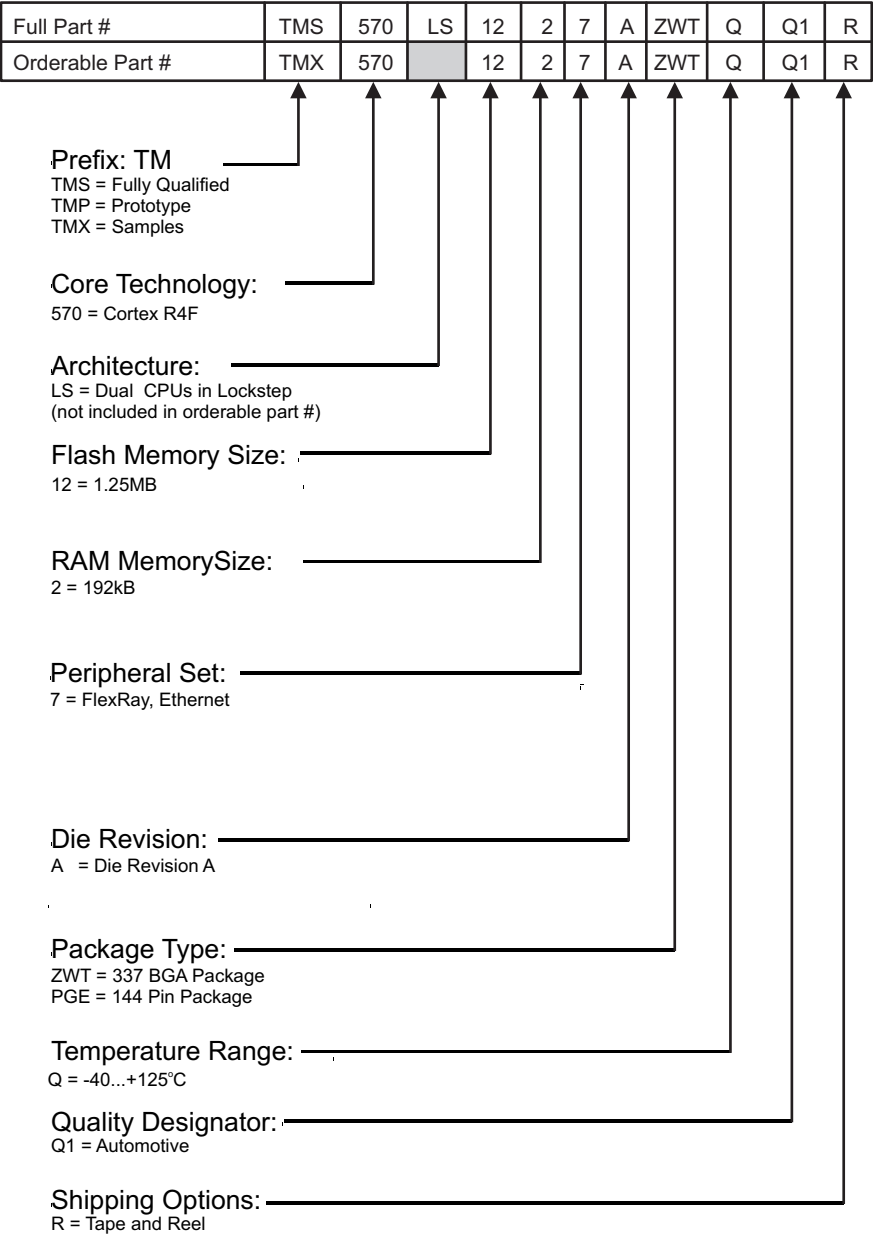 Full Part # TMS 570 LS 12 2 7 A ZWT Q Q1 R
Orderable Part # TMX 570 12 2 7 A ZWT Q Q1 R
Prefix: TM
TMS = Fully Qualified
TMP = Prototype
TMX = Samples
Core Technology:
570 = Cortex R4F
Architecture:
LS = Dual CPUs in Lockstep
(not included in orderable part #)
Flash Memory Size:
12 = 1.25MB
RAM MemorySize:
2 = 192kB
Peripheral Set:
7 = FlexRay, Ethernet
Die Revision:
A = Die Revision A
Package Type:
ZWT = 337 BGA Package
PGE = 144 Pin Package
Temperature Range:
Q = -40...+125°C
Quality Designator:
Q1 = Automotive
Shipping Options:
R = Tape and Reel